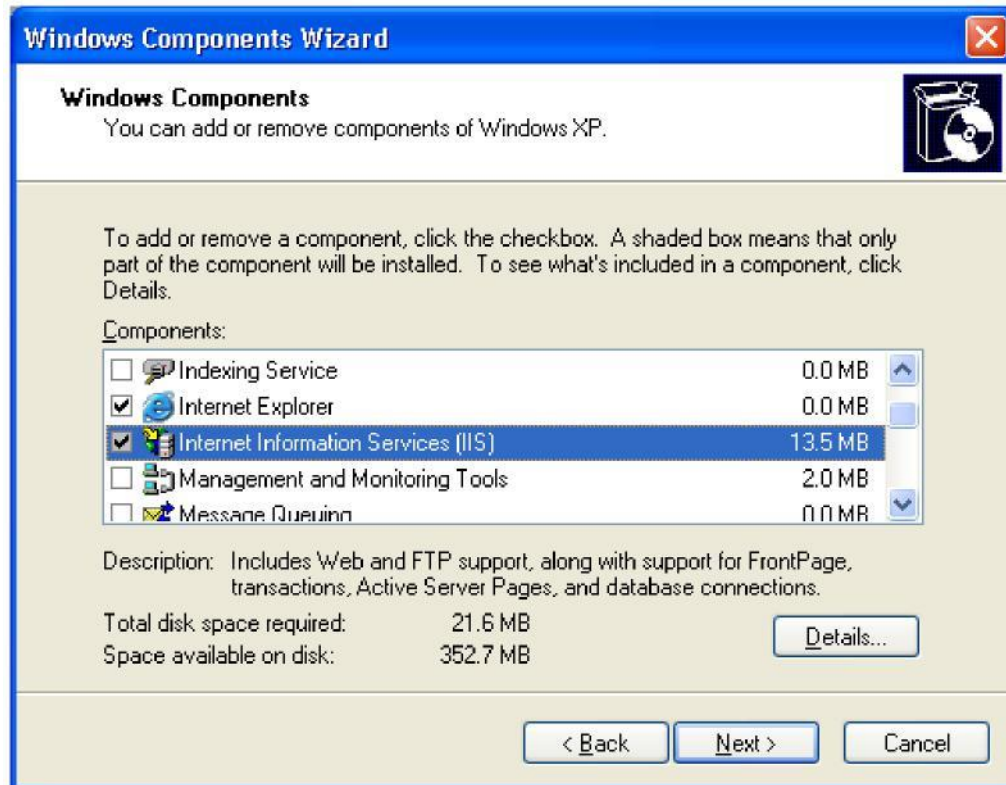 Windows Components Wizard
Windows Components
You can add or remove components of Windows XP.
To add or remove a component, click the checkbox. A shaded box means that only
part of the component will be installed. To see what's included in a component, click
Details.
Components:
Indexing Service 0.0 MB
Internet Explorer 0.0 MB
Internet Information Services (IIS) 13.5 MB
Management and Monitoring Tools 2.0 MB
Message Queuing 0.0 MB
Description: Includes Web and FTP support, along with support for FrontPage,
transactions, Active Server Pages, and database connections.
Total disk space required: 21.6 MB
Space available on disk: 352.7 MB
Details...
< Back Next > Cancel